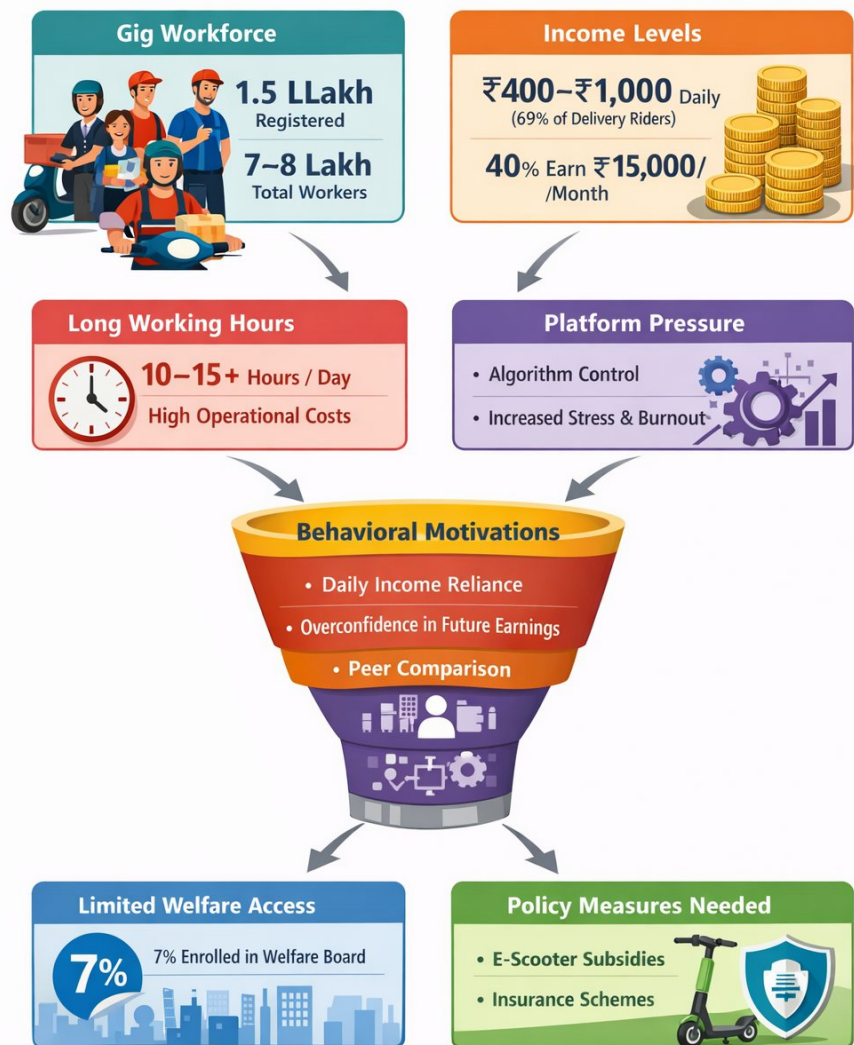 Gig Workforce
1.5 LLakh
Registered
7–8 Lakh
Total Workers
Income Levels
₹400–₹1,000 Daily
(69% of Delivery Riders)
40% Earn ₹15,000/
/Month
Long Working Hours
10–15+ Hours / Day
High Operational Costs
Platform Pressure
• Algorithm Control
• Increased Stress & Burnout
Behavioral Motivations
• Daily Income Reliance
• Overconfidence in Future Earnings
• Peer Comparison
Limited Welfare Access
7%
7% Enrolled in Welfare Board
Policy Measures Needed
• E-Scooter Subsidies
• Insurance Schemes